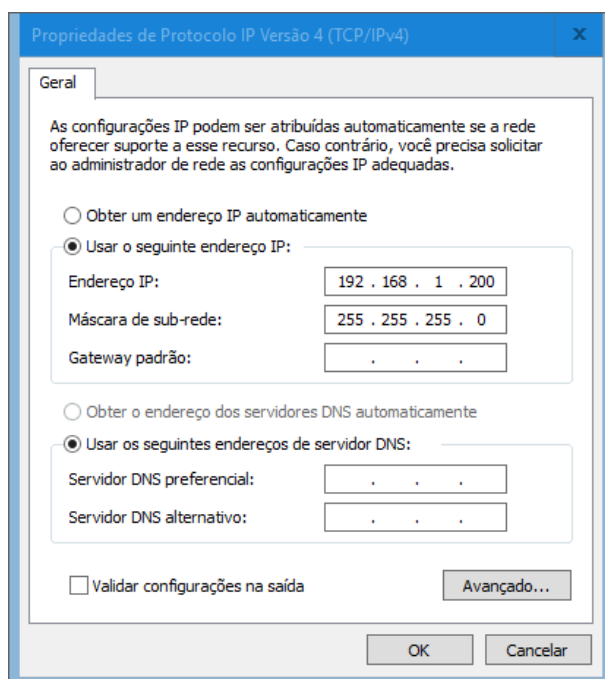 Propriedades de Protocolo IP Versão 4 (TCP/IPv4)
x
Geral
As configurações IP podem ser atribuídas automaticamente se a rede
oferecer suporte a esse recurso. Caso contrário, você precisa solicitar
ao administrador de rede as configurações IP adequadas.
Obter um endereço IP automaticamente
Usar o seguinte endereço IP:
Endereço IP: 192 . 168 . 1 . 200
Máscara de sub-rede: 255 . 255 . 255 . 0
Gateway padrão: . . .
Obter o endereço dos servidores DNS automaticamente
Usar os seguintes endereços de servidor DNS:
Servidor DNS preferencial: . . .
Servidor DNS alternativo: . . .
Validar configurações na saída
Avançado...
OK Cancelar